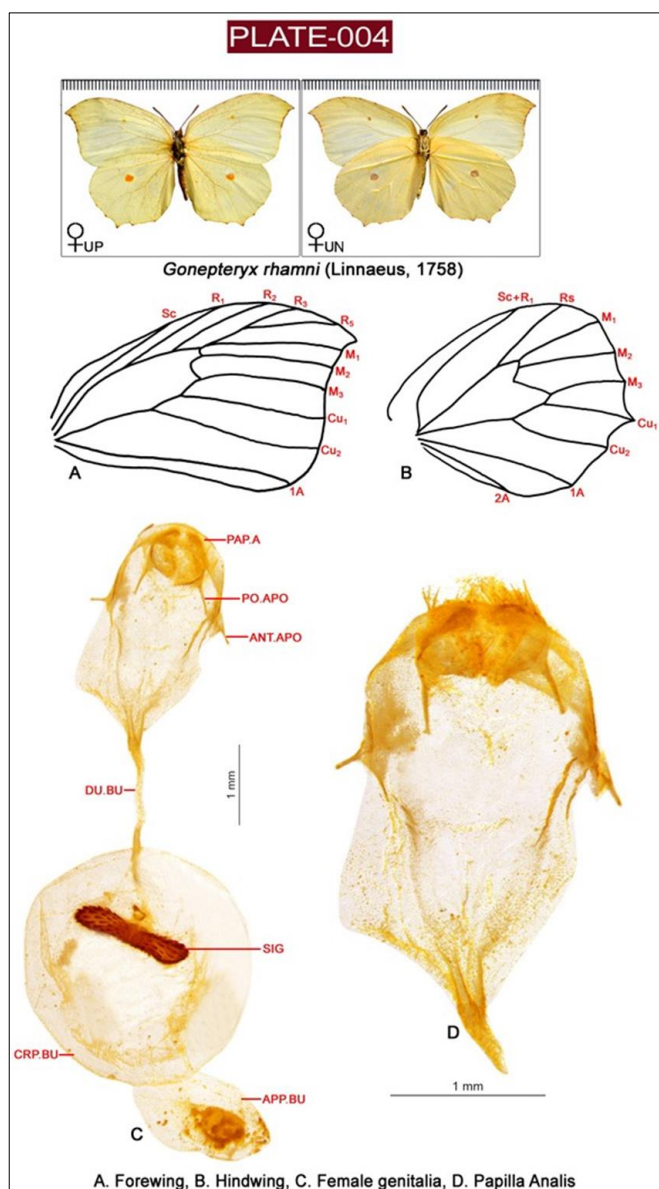 PLATE-004
♀UP
♀UN
Gonepteryx rhamni (Linnaeus, 1758)
Sc
R1
R2
R3
R5
M1
M2
M3
Cu1
Cu2
1A
A
Sc+R1
Rs
M1
M2
M3
Cu1
Cu2
1A
2A
B
PAP.A
PO.APO
ANT.APO
DU.BU
1 mm
SIG
CRP.BU
APP.BU
C
D
1 mm
A. Forewing, B. Hindwing, C. Female genitalia, D. Papilla Analis